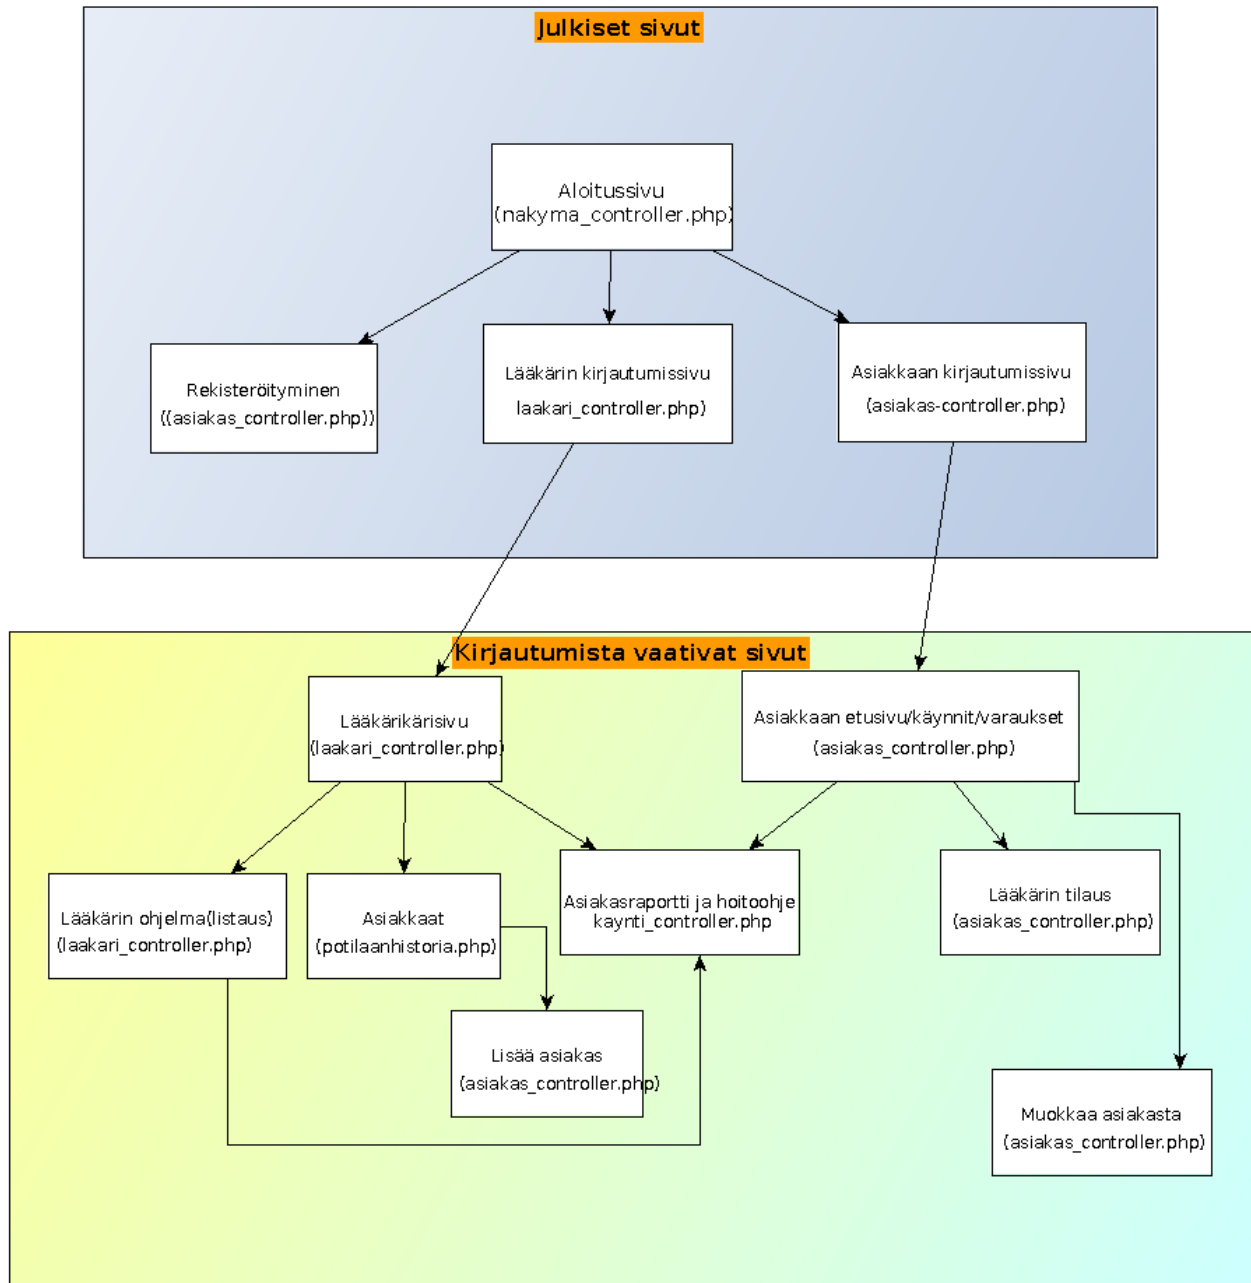 Julkiset sivut
Aloitussivu
(nakyma_controller.php)
Rekisteröityminen
((asiakas_controller.php))
Lääkärin kirjautumissivu
laakari_controller.php)
Asiakkaan kirjautumissivu
(asiakas-controller.php)
Kirjautumista vaativat sivut
Lääkärikärisivu
(laakari_controller.php)
Asiakkaan etusivu/käynnit/varaukset
(asiakas_controller.php)
Lääkärin ohjelma(listaus)
(laakari_controller.php)
Asiakkaat
(potilaanhistoria.php)
Asiakasraportti ja hoitoohje
kaynti_controller.php
Lääkärin tilaus
(asiakas_controller.php)
Lisää asiakas
(asiakas_controller.php)
Muokkaa asiakasta
(asiakas_controller.php)